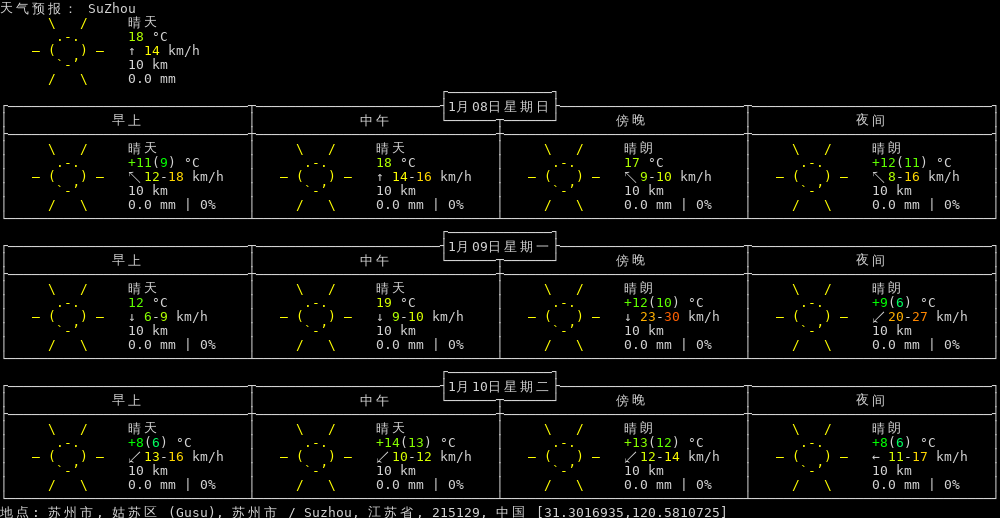 天气预报： SuZhou
晴天
18 °C
↑ 14 km/h
10 km
0.0 mm
1月08日星期日
早上 中午 傍晚 夜间
晴天 晴天 晴朗 晴朗
+11(9) °C 18 °C 17 °C +12(11) °C
↖ 12-18 km/h ↑ 14-16 km/h ↖ 9-10 km/h ↖ 8-16 km/h
10 km 10 km 10 km 10 km
0.0 mm | 0% 0.0 mm | 0% 0.0 mm | 0% 0.0 mm | 0%
1月09日星期一
早上 中午 傍晚 夜间
晴天 晴天 晴朗 晴朗
12 °C 19 °C +12(10) °C +9(6) °C
↓ 6-9 km/h ↓ 9-10 km/h ↓ 23-30 km/h ↙ 20-27 km/h
10 km 10 km 10 km 10 km
0.0 mm | 0% 0.0 mm | 0% 0.0 mm | 0% 0.0 mm | 0%
1月10日星期二
早上 中午 傍晚 夜间
晴天 晴天 晴朗 晴朗
+8(6) °C +14(13) °C +13(12) °C +8(6) °C
↙ 13-16 km/h ↙ 10-12 km/h ↙ 12-14 km/h ← 11-17 km/h
10 km 10 km 10 km 10 km
0.0 mm | 0% 0.0 mm | 0% 0.0 mm | 0% 0.0 mm | 0%
地点: 苏州市, 姑苏区 (Gusu), 苏州市 / Suzhou, 江苏省, 215129, 中国 [31.3016935,120.5810725]